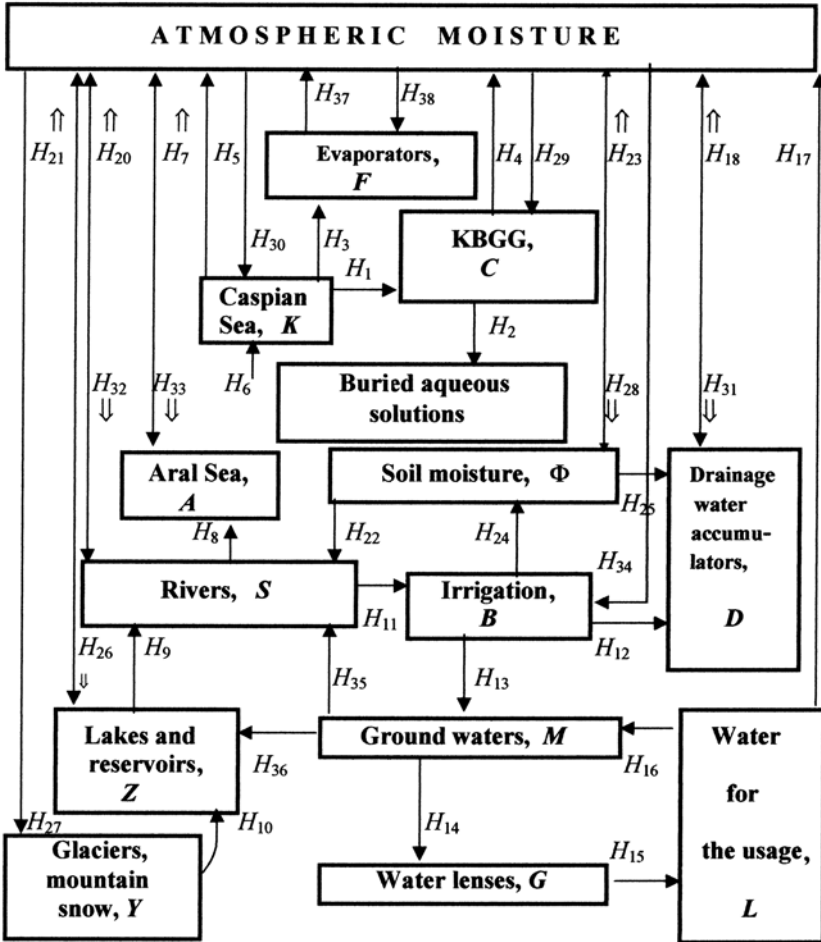 ATMOSPHERIC MOISTURE
H37
H38
⇑
⇑
⇑
⇑
⇑
H21
H20
H7
H5
H4
H29
H23
H18
H17
Evaporators,
F
H30
H3
H1
KBGG,
C
Caspian
Sea, K
H2
H6
H32
H33
H28
H31
⇓
⇓
⇓
⇓
Buried aqueous
solutions
Aral Sea,
A
Soil moisture, Φ
Drainage
water
accumu-
lators,
D
H25
H8
H22
H24
H34
Rivers, S
H11
Irrigation,
B
H12
H26
⇓
H9
H35
H13
Lakes and
reservoirs,
Z
H36
Ground waters, M
H16
Water
for
the usage,
L
H27
H10
H14
H15
Glaciers,
mountain
snow, Y
Water lenses, G